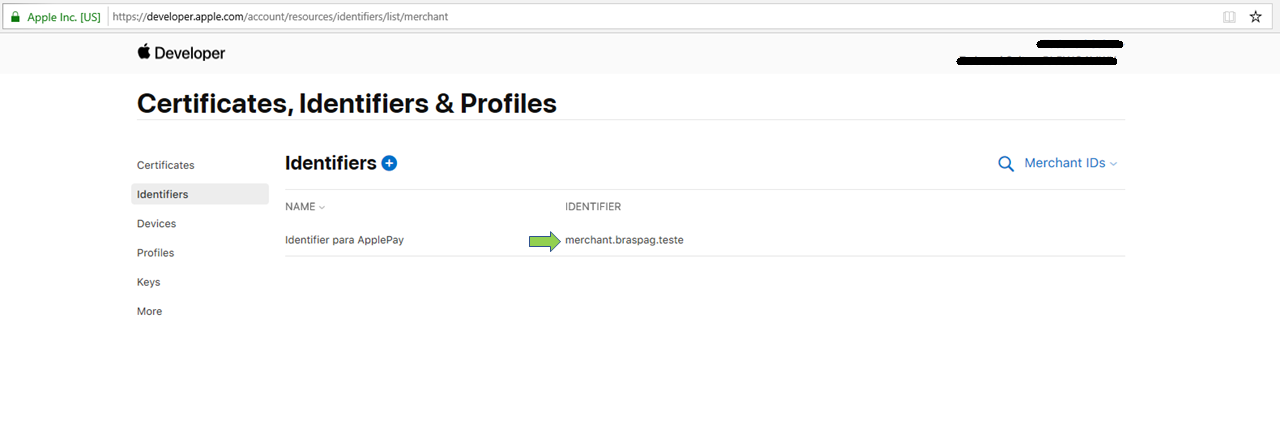 Apple Inc. [US] https://developer.apple.com/account/resources/identifiers/list/merchant
Developer
Certificates, Identifiers & Profiles
Certificates
Identifiers
Devices
Profiles
Keys
More
Identifiers
Merchant IDs
NAME IDENTIFIER
Identifier para ApplePay merchant.braspag.teste